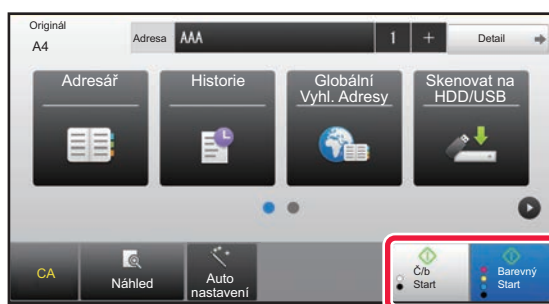 Originál
A4
Adresa AAA 1 + Detail
Adresář
Historie
Globální
Vyhl. Adresy
Skenovat na
HDD/USB
CA
Náhled
Auto
nastavení
Č/b
Start
Barevný
Start